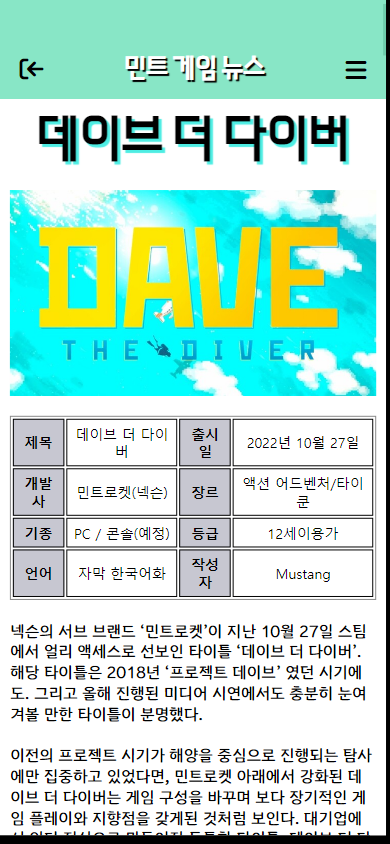 민트 게임 뉴스
데이브 더 다이버
DAVE
THE DIVER
제목 데이브 더 다이버 출시일 2022년 10월 27일
개발사 민트로켓(넥슨) 장르 액션 어드벤처/타이쿤
기종 PC / 콘솔(예정) 등급 12세이용가
언어 자막 한국어화 작성자 Mustang
넥슨의 서브 브랜드 ‘민트로켓’이 지난 10월 27일 스팀
에서 얼리 액세스로 선보인 타이틀 ‘데이브 더 다이버’.
해당 타이틀은 2018년 ‘프로젝트 데이브’ 였던 시기에
도. 그리고 올해 진행된 미디어 시연에서도 충분히 눈여
겨볼 만한 타이틀이 분명했다.
이전의 프로젝트 시기가 해양을 중심으로 진행되는 탐사
에만 집중하고 있었다면, 민트로켓 아래에서 강화된 데
이브 더 다이버는 게임 구성을 바꾸며 보다 장기적인 게
임 플레이와 지향점을 갖게된 것처럼 보인다. 대기업에